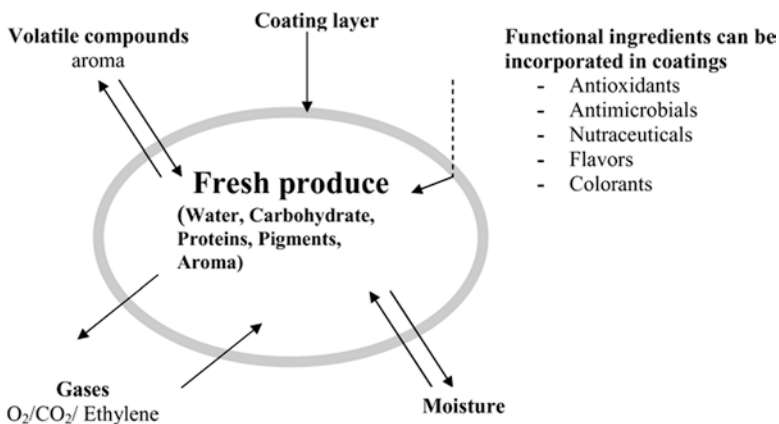 Volatile compounds
aroma
Coating layer
Functional ingredients can be
incorporated in coatings
- Antioxidants
- Antimicrobials
- Nutraceuticals
- Flavors
- Colorants
Fresh produce
(Water, Carbohydrate,
Proteins, Pigments,
Aroma)
Gases
O₂/CO₂/ Ethylene
Moisture